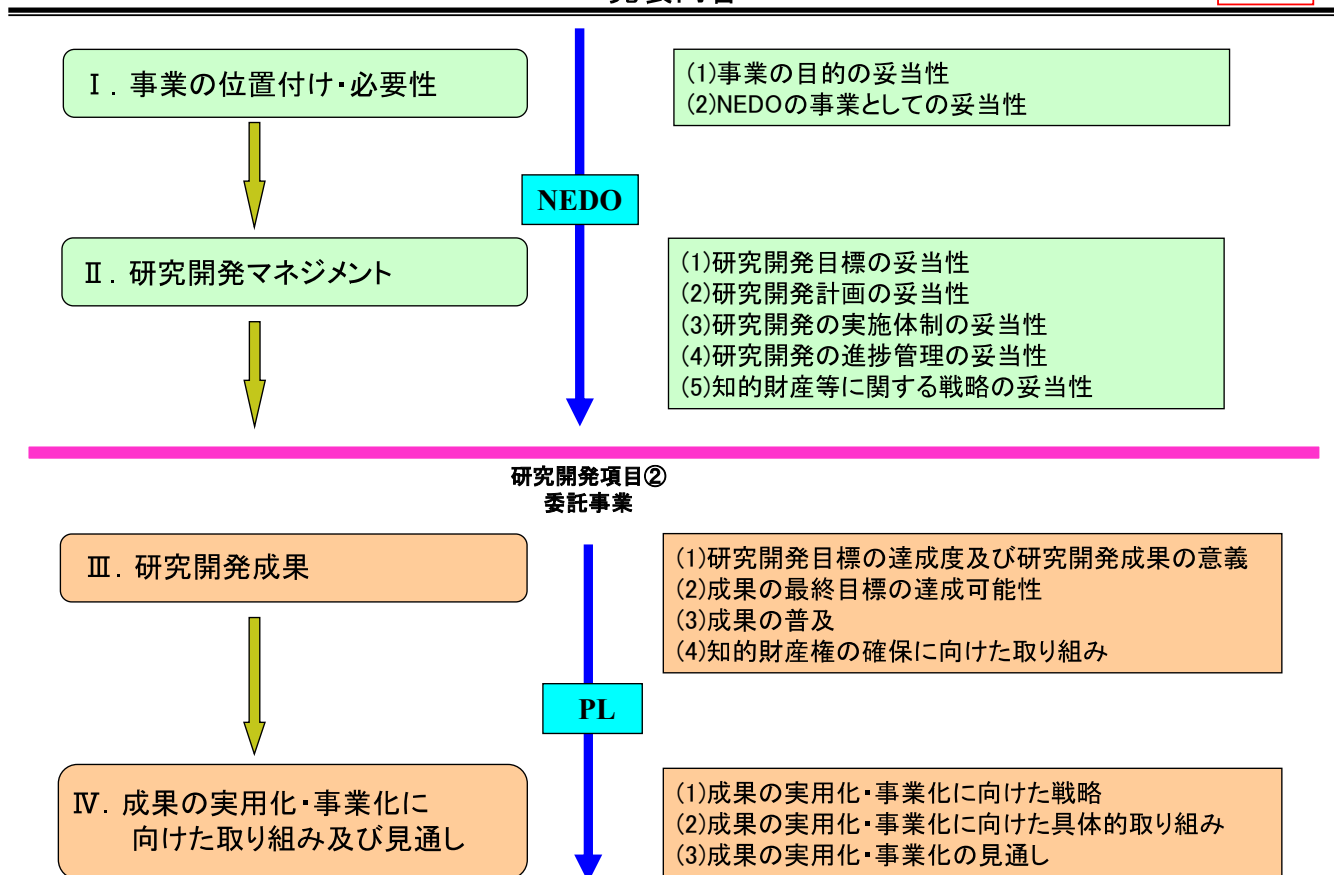 Ⅰ. 事業の位置付け・必要性
(1)事業の目的の妥当性
(2)NEDOの事業としての妥当性
NEDO
Ⅱ. 研究開発マネジメント
(1)研究開発目標の妥当性
(2)研究開発計画の妥当性
(3)研究開発の実施体制の妥当性
(4)研究開発の進捗管理の妥当性
(5)知的財産等に関する戦略の妥当性
研究開発項目②
委託事業
Ⅲ. 研究開発成果
(1)研究開発目標の達成度及び研究開発成果の意義
(2)成果の最終目標の達成可能性
(3)成果の普及
(4)知的財産権の確保に向けた取り組み
PL
Ⅳ. 成果の実用化・事業化に
向けた取り組み及び見通し
(1)成果の実用化・事業化に向けた戦略
(2)成果の実用化・事業化に向けた具体的取り組み
(3)成果の実用化・事業化の見通し